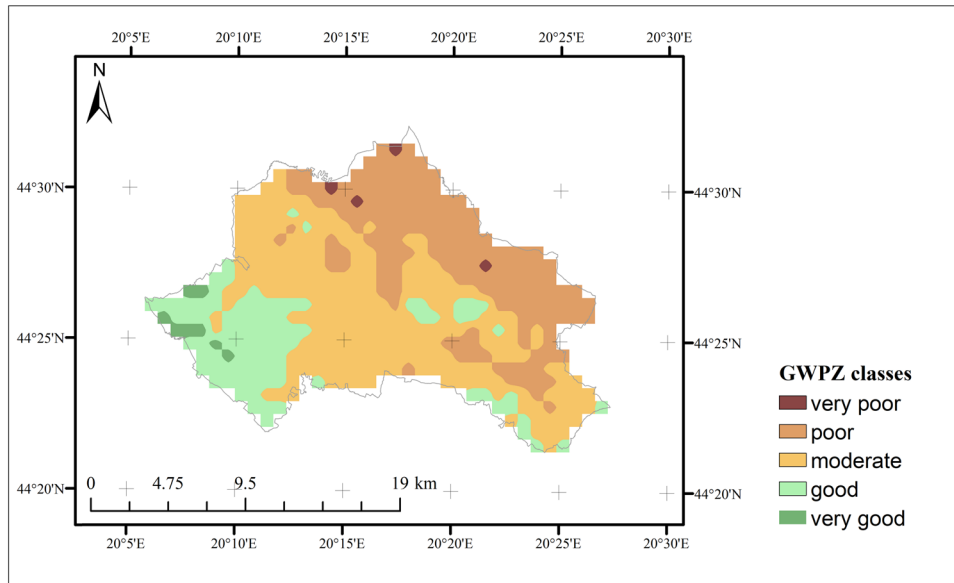 20°5'E 20°10'E 20°15'E 20°20'E 20°25'E 20°30'E
N
44°30'N 44°30'N
44°25'N 44°25'N
GWPZ classes
very poor
poor
moderate
good
very good
0 4.75 9.5 19 km
44°20'N 44°20'N
20°5'E 20°10'E 20°15'E 20°20'E 20°25'E 20°30'E